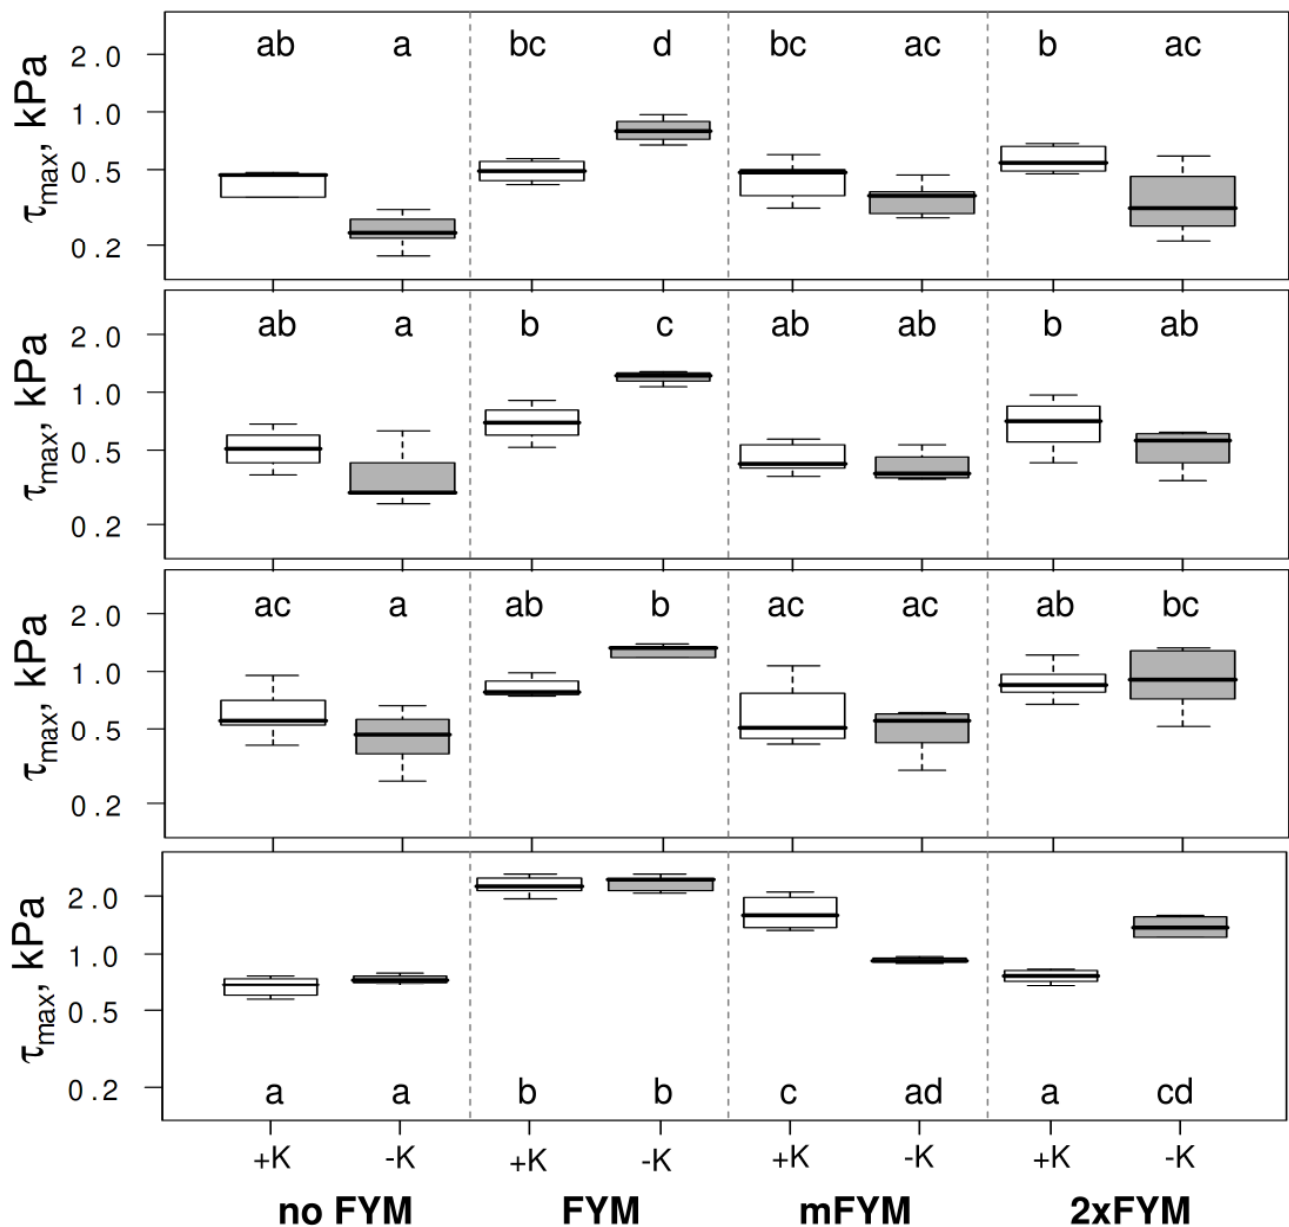 ab a bc d bc ac b ac
2.0
1.0
0.5
0.2
τmax, kPa
ab a b c ab ab b ab
2.0
1.0
0.5
0.2
τmax, kPa
ac a ab b ac ac ab bc
2.0
1.0
0.5
0.2
τmax, kPa
2.0
1.0
0.5
0.2
τmax, kPa
a a b b c ad a cd
+K -K +K -K +K -K +K -K
no FYM FYM mFYM 2xFYM